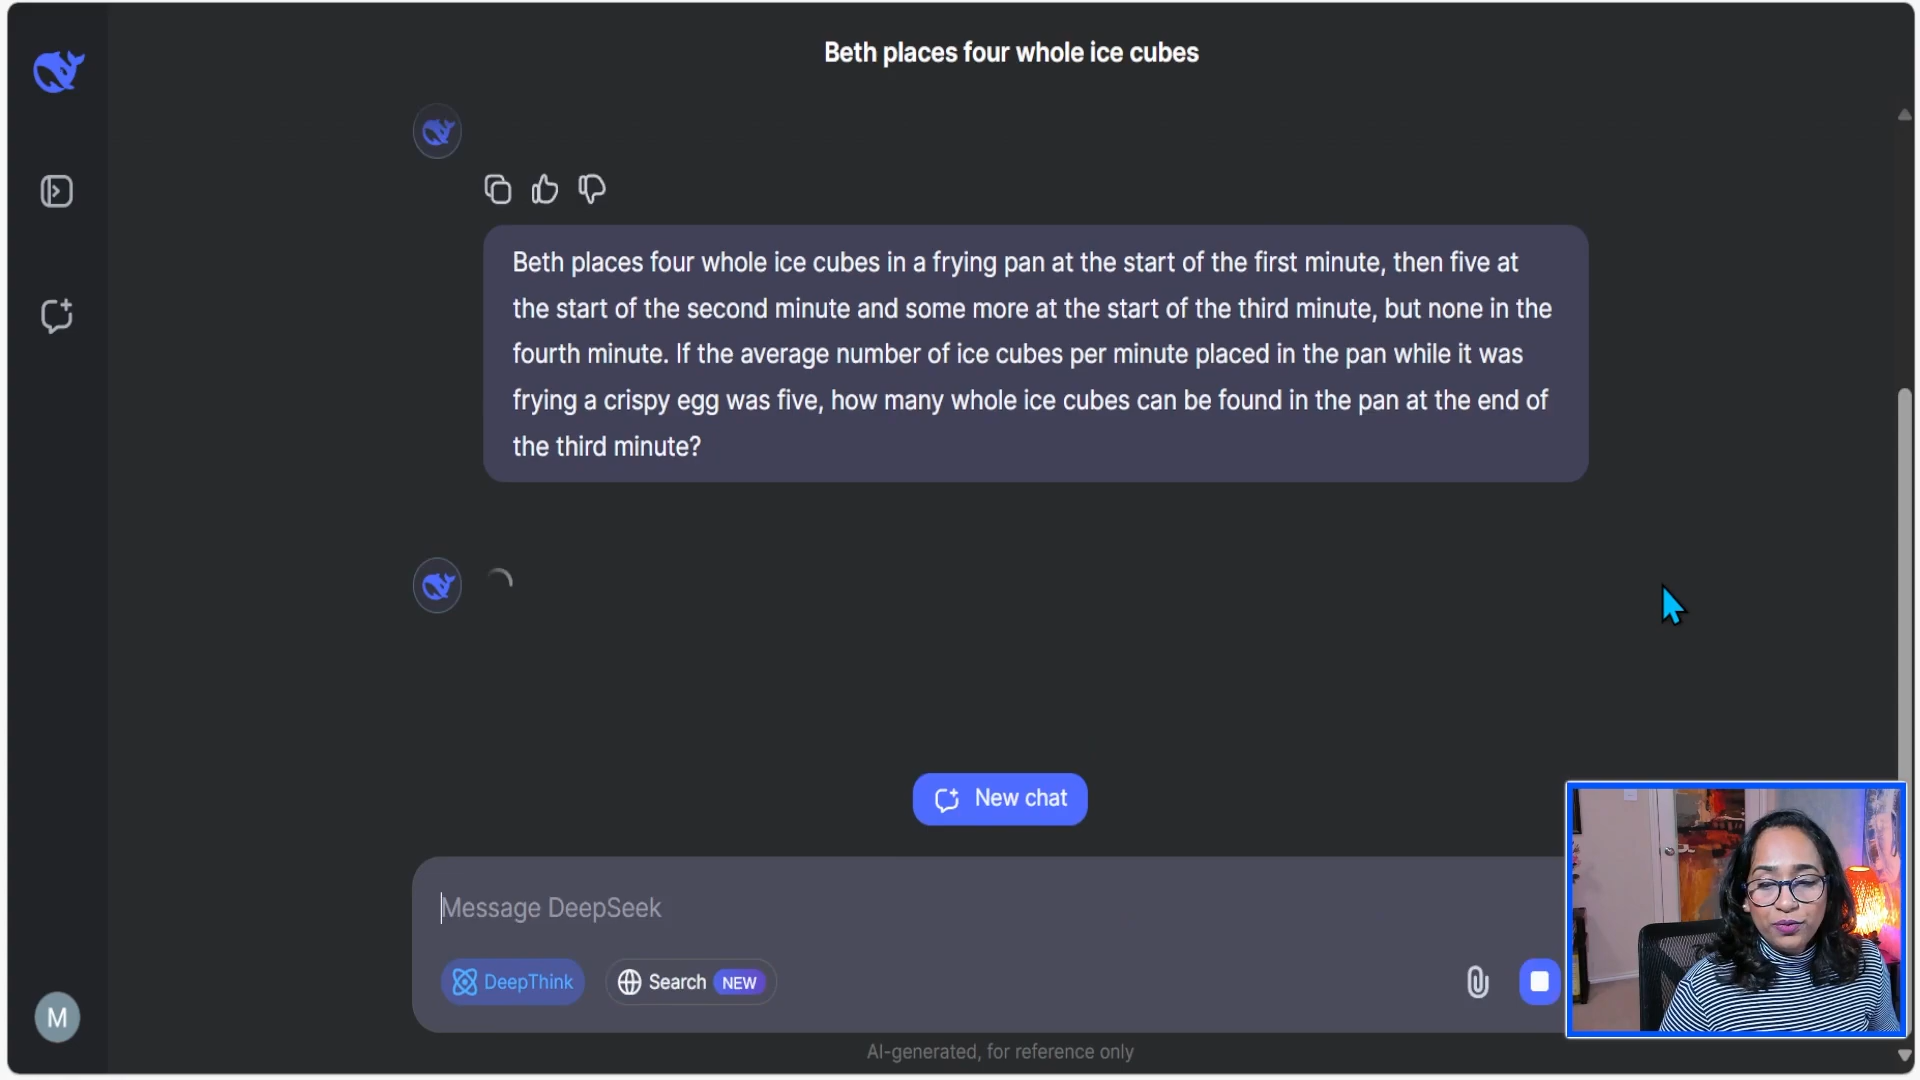 Beth places four whole ice cubes
Beth places four whole ice cubes in a frying pan at the start of the first minute, then five at
the start of the second minute and some more at the start of the third minute, but none in the
fourth minute. If the average number of ice cubes per minute placed in the pan while it was
frying a crispy egg was five, how many whole ice cubes can be found in the pan at the end of
the third minute?
New chat
Message DeepSeek
DeepThink
Search NEW
M
AI-generated, for reference only